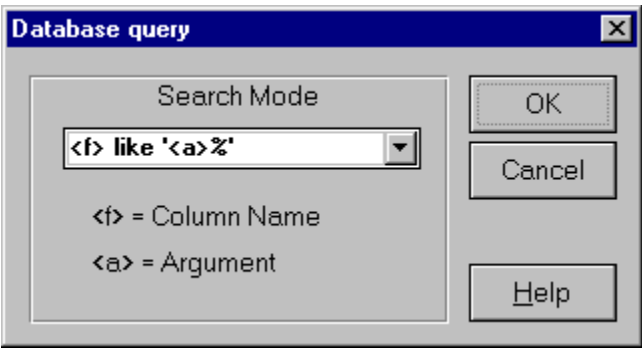 Database query
Search Mode
<f> like '<a>%'
<f> = Column Name
<a> = Argument
OK
Cancel
Help